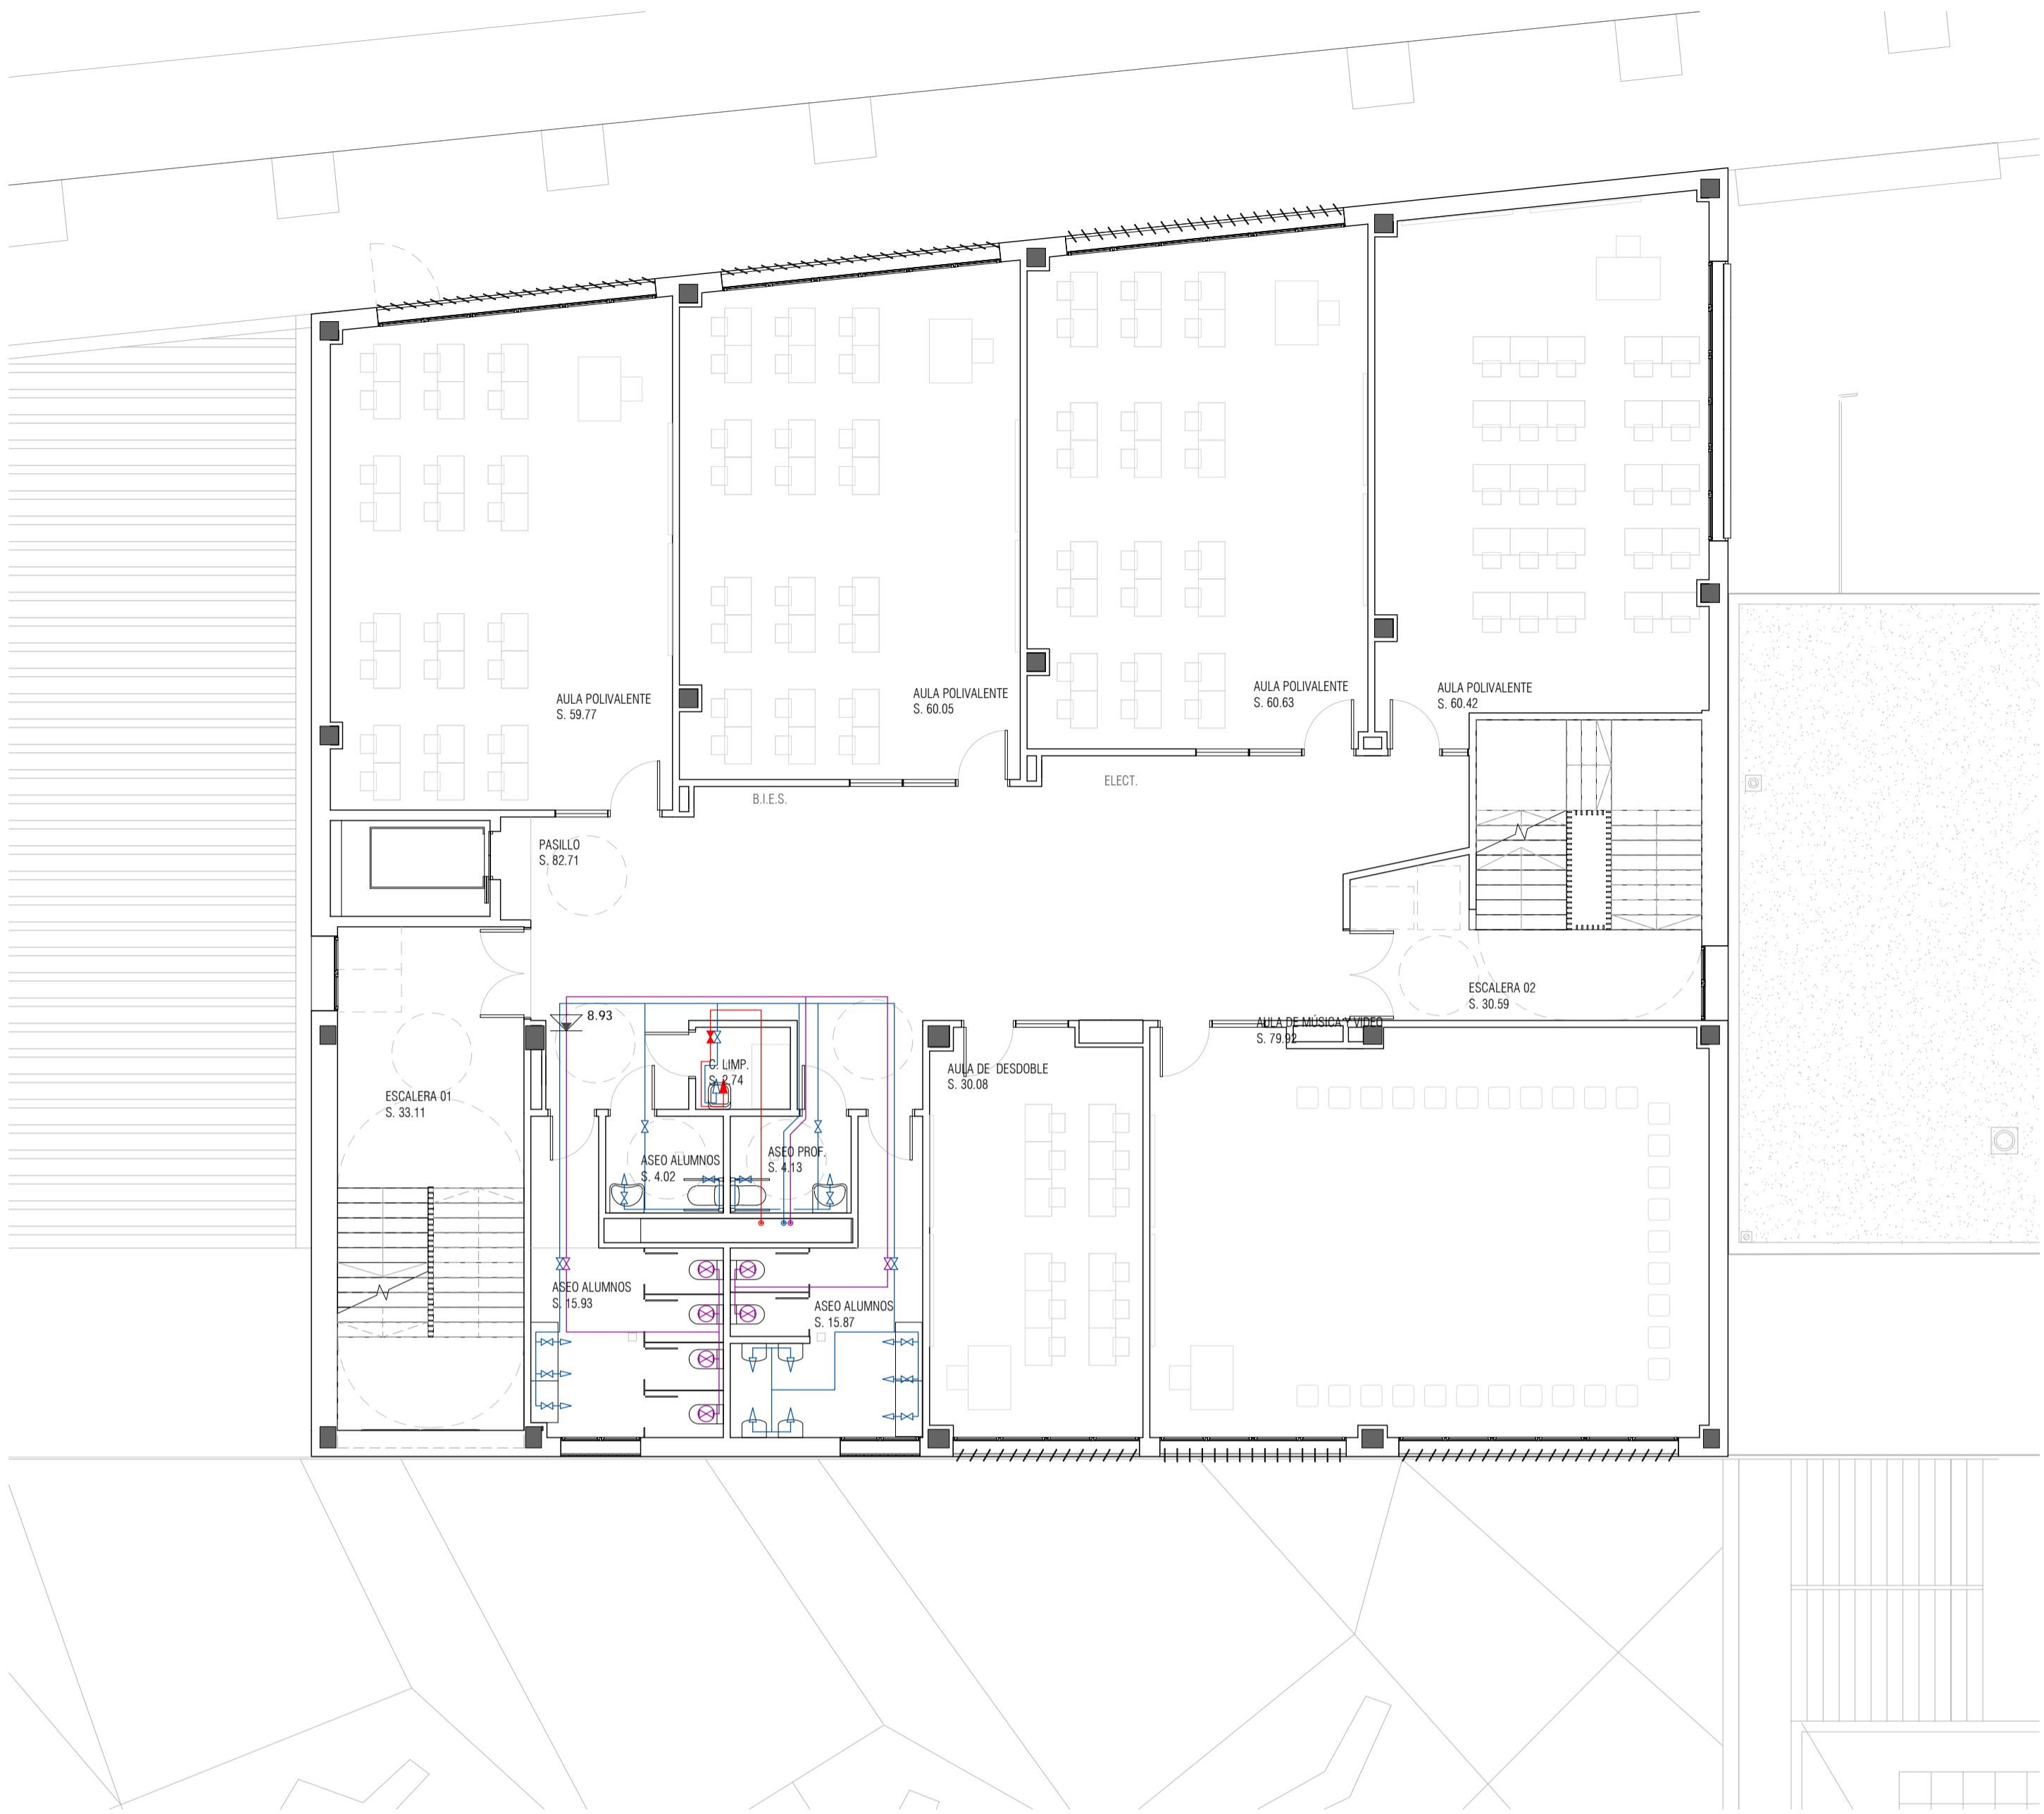 AULA POLIVALENTE
S. 59.77
AULA POLIVALENTE
S. 60.05
AULA POLIVALENTE
S. 60.63
AULA POLIVALENTE
S. 60.42
B.I.E.S.
ELECT.
PASILLO
S. 82.71
ESCALERA 02
S. 30.59
8.93
AULA DE MÚSICA Y VIDEO
S. 79.92
C. LIMP.
S. 2.74
AULA DE DESDOBLE
S. 30.08
ESCALERA 01
S. 33.11
ASEO ALUMNOS
S. 4.02
ASEO PROF.
S. 4.13
ASEO ALUMNOS
S. 15.93
ASEO ALUMNOS
S. 15.87